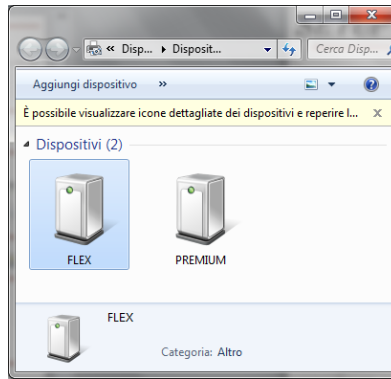 « Disp... ▸ Disposit... Cerca Disp...
Aggiungi dispositivo »
È possibile visualizzare icone dettagliate dei dispositivi e reperire l... X
Dispositivi (2)
FLEX PREMIUM
FLEX
Categoria: Altro